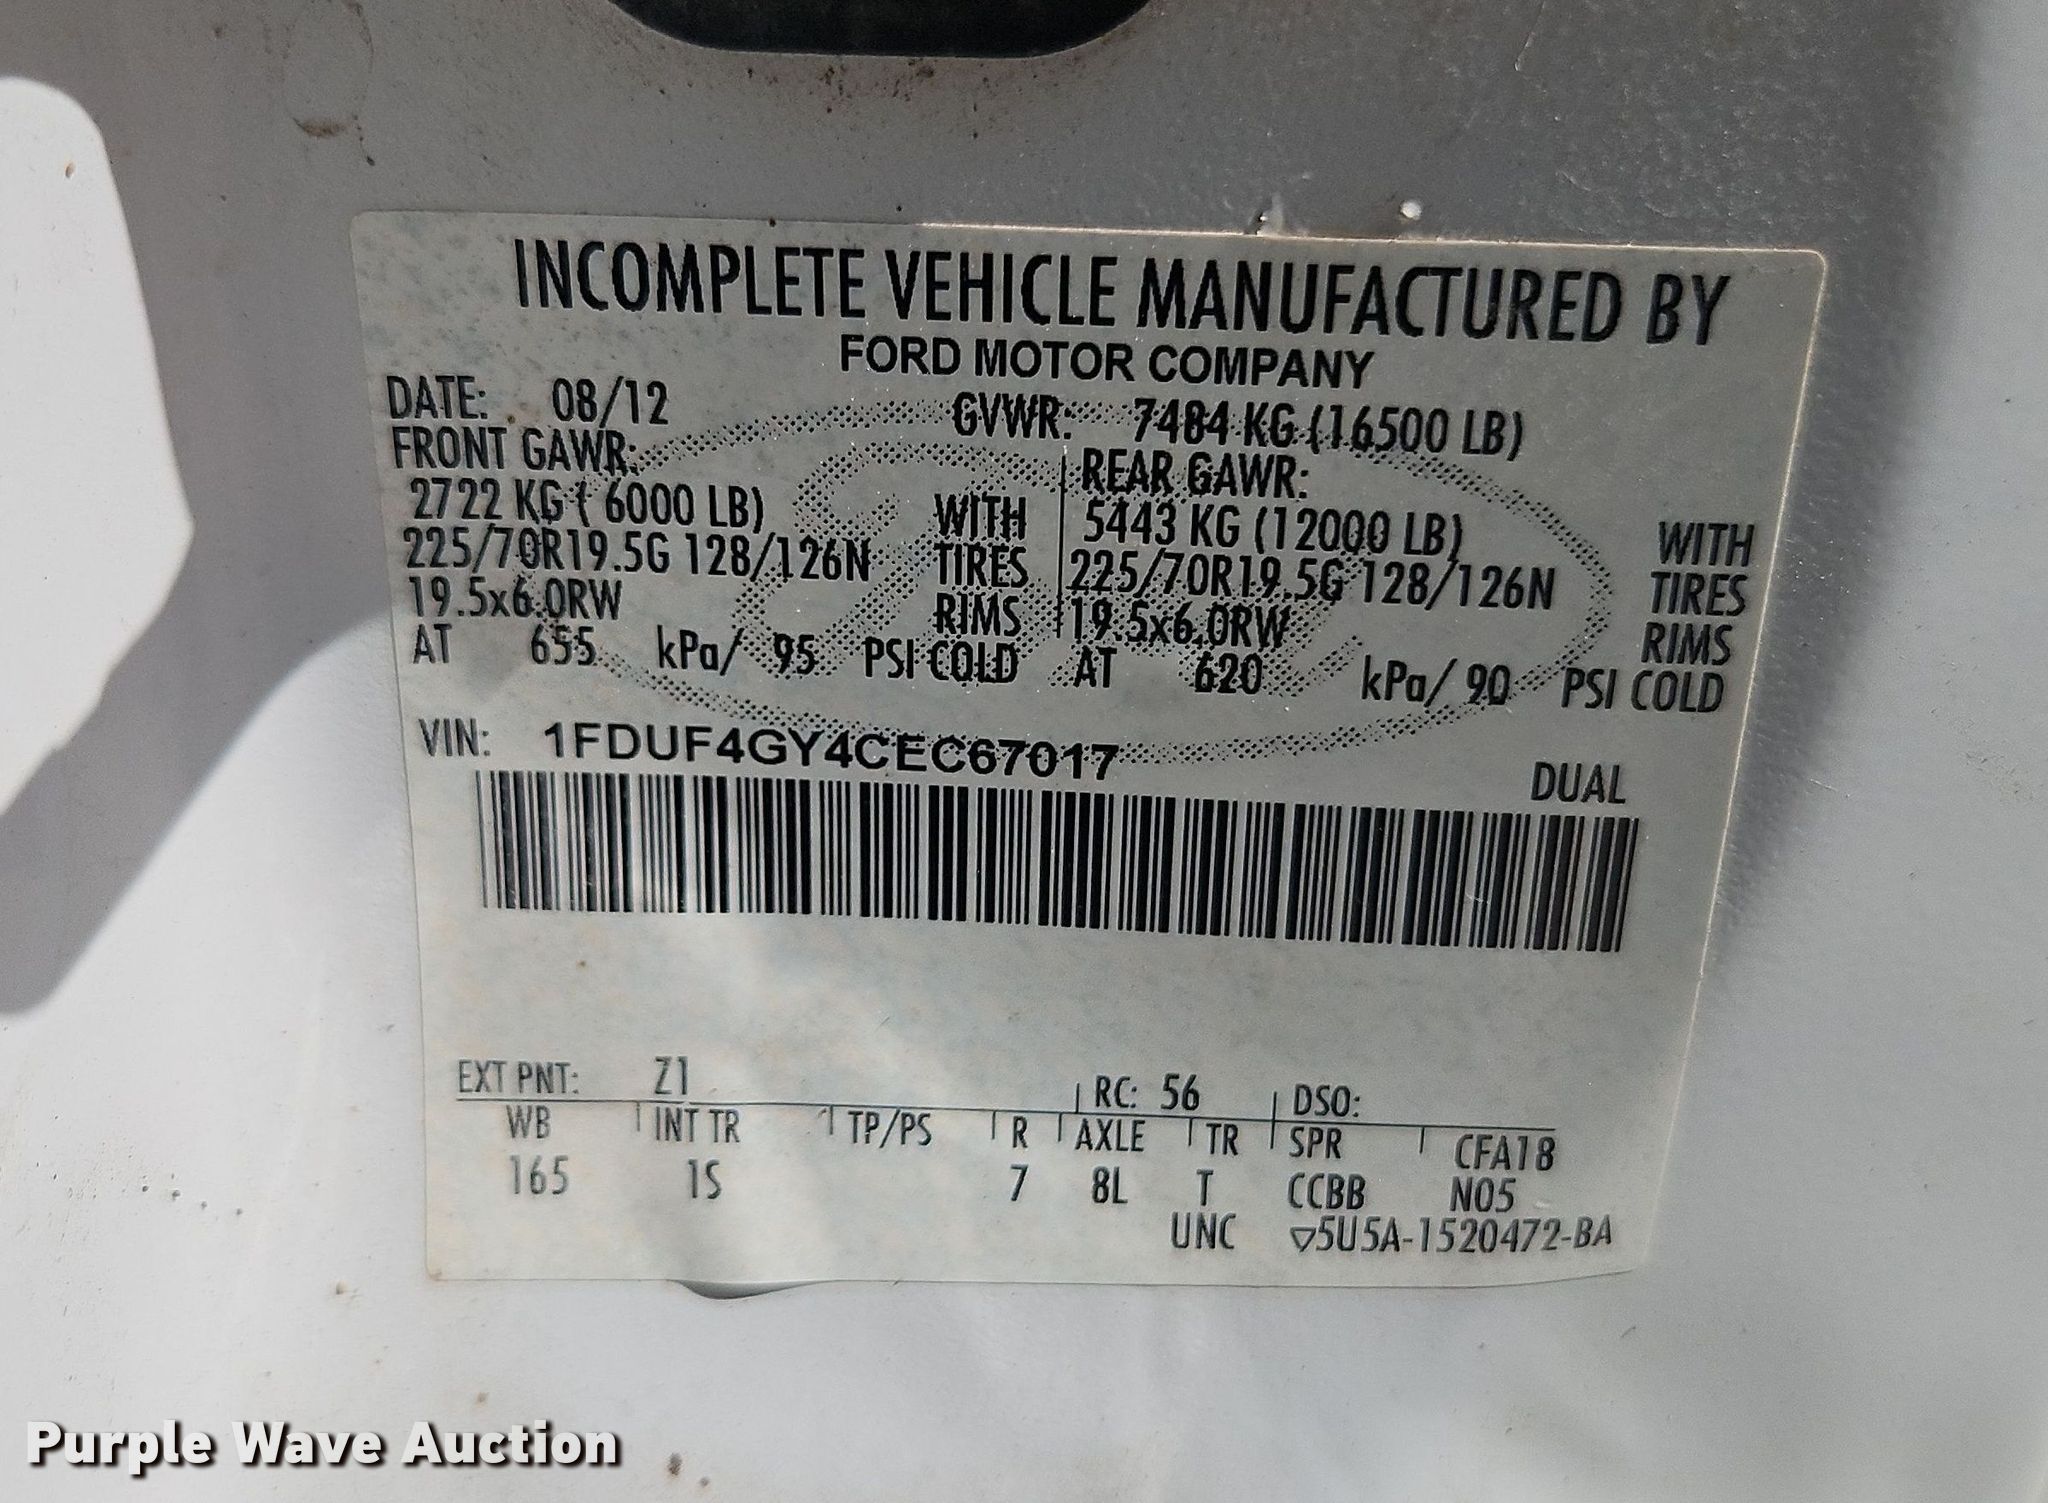 INCOMPLETE VEHICLE MANUFACTURED BY
FORD MOTOR COMPANY
DATE: 08/12 GVWR: 7484 KG (16500 LB)
FRONT GAWR: REAR GAWR:
2722 KG ( 6000 LB) WITH 5443 KG (12000 LB) WITH
225/70R19.5G 128/126N TIRES 225/70R19.5G 128/126N TIRES
19.5x6.0RW RIMS 19.5x6.0RW RIMS
AT 655 kPa/ 95 PSI COLD AT 620 kPa/ 90 PSI COLD
VIN: 1FDUF4GY4CEC67017
DUAL
EXT PNT: Z1 RC: 56 DSO:
WB INT TR TP/PS R AXLE TR SPR CFA18
165 1S 7 8L T CCBB N05
UNC ▽5U5A-1520472-BA
Purple Wave Auction